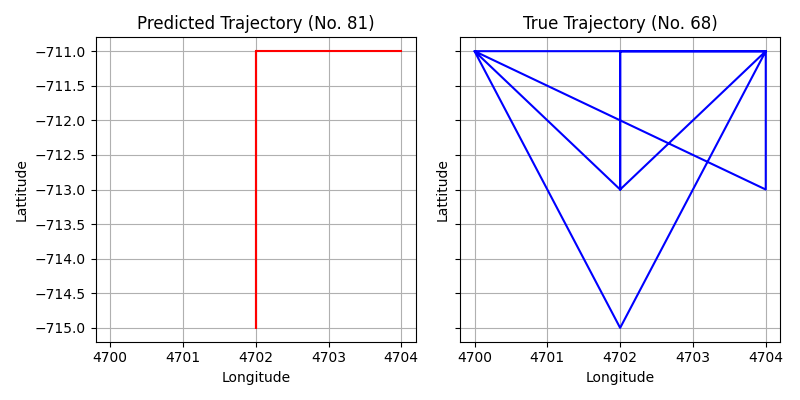 Predicted Trajectory (No. 81)
True Trajectory (No. 68)
−711.0
−711.5
−712.0
−712.5
−713.0
−713.5
−714.0
−714.5
−715.0
Lattitude
Lattitude
4700 4701 4702 4703 4704
4700 4701 4702 4703 4704
Longitude
Longitude